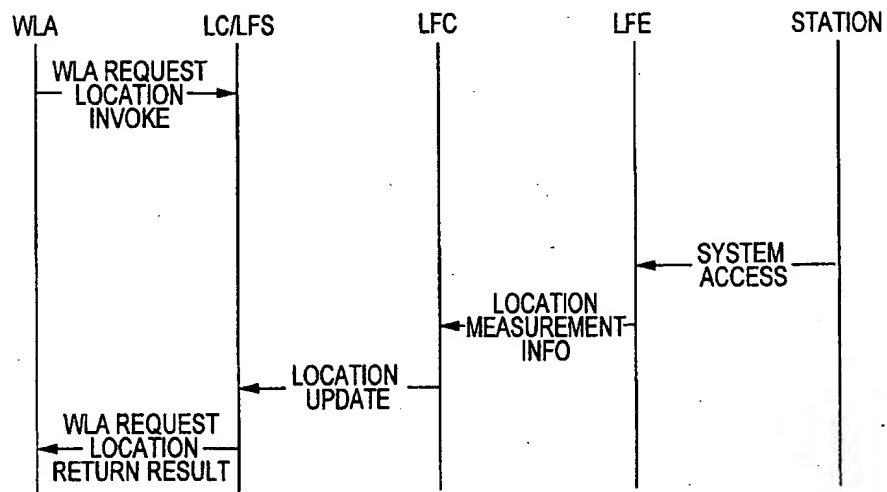 WLA LC/LFS LFC LFE STATION
WLA REQUEST
LOCATION
INVOKE
SYSTEM
ACCESS
LOCATION
MEASUREMENT
INFO
LOCATION
UPDATE
WLA REQUEST
LOCATION
RETURN RESULT